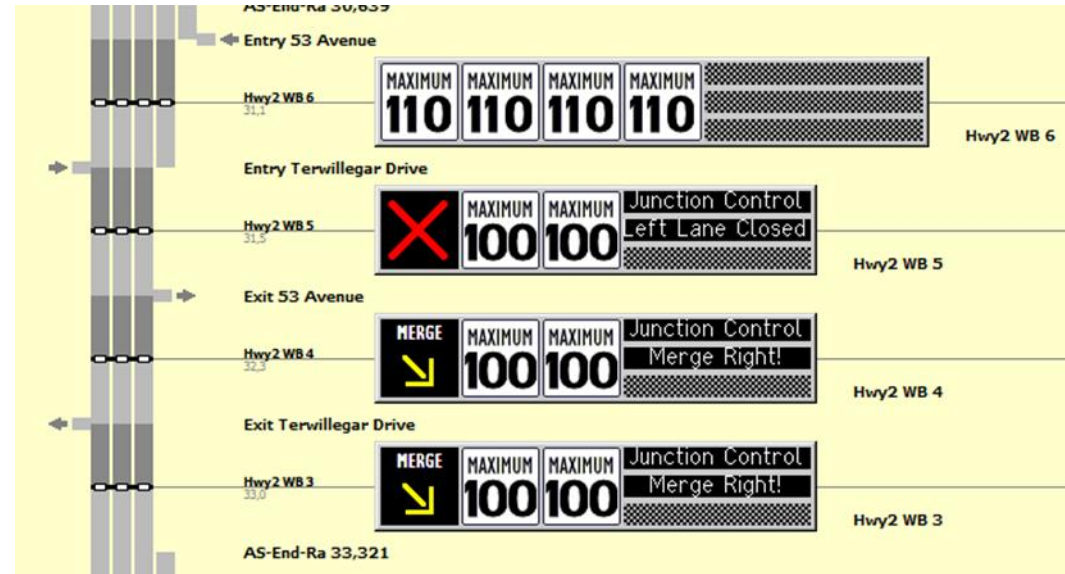 AS-End-Ra 30,639
Entry 53 Avenue
MAXIMUM MAXIMUM MAXIMUM MAXIMUM
110 110 110 110
Hwy2 WB 6
31,1
Hwy2 WB 6
Entry Terwillegar Drive
Junction Control
MAXIMUM MAXIMUM
100 100
Left Lane Closed
Hwy2 WB 5
31,5
Hwy2 WB 5
Exit 53 Avenue
MERGE
MAXIMUM MAXIMUM
100 100
Junction Control
Merge Right!
Hwy2 WB 4
32,3
Hwy2 WB 4
Exit Terwillegar Drive
MERGE
MAXIMUM MAXIMUM
100 100
Junction Control
Merge Right!
Hwy2 WB 3
33,0
Hwy2 WB 3
AS-End-Ra 33,321